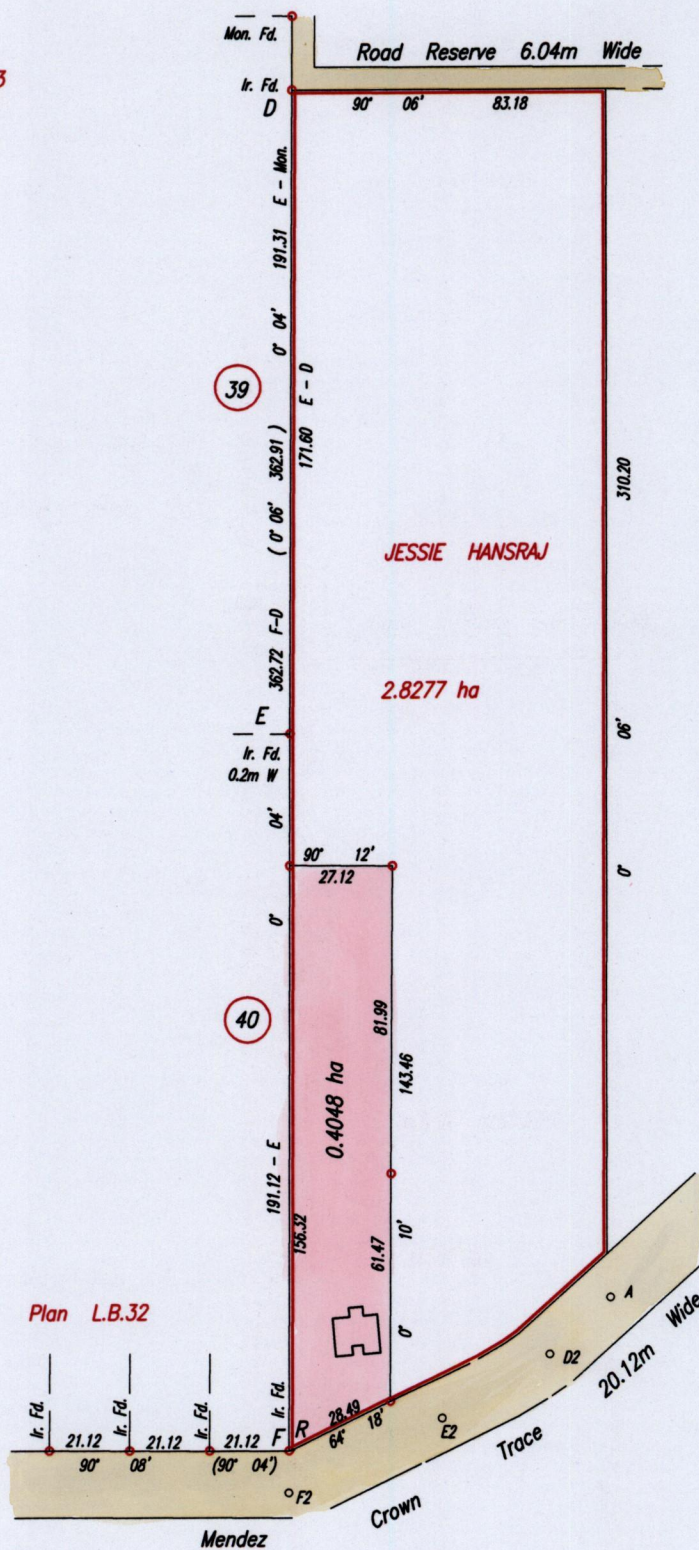 Mon. Fd.
Road Reserve 6.04m Wide
3
Ir. Fd.
D
90° 06' 83.18
0° 04' 191.31 E - Mon.
39
171.60 E - D
( 0° 06' 362.91 )
310.20
JESSIE HANSRAJ
362.72 F-D
2.8277 ha
E
0° 06'
Ir. Fd.
0.2m W
0° 04'
90° 12'
27.12
40
81.99
143.46
0.4048 ha
191.12 - E
156.32
61.47
0° 10'
Plan L.B.32
A
D2
20.12m Wide
Ir. Fd.
Ir. Fd.
Ir. Fd.
Ir. Fd.
28.49
64° 18'
E2
21.12 21.12 21.12 F R
90° 08' (90° 04')
F2
Crown Trace
Mendez